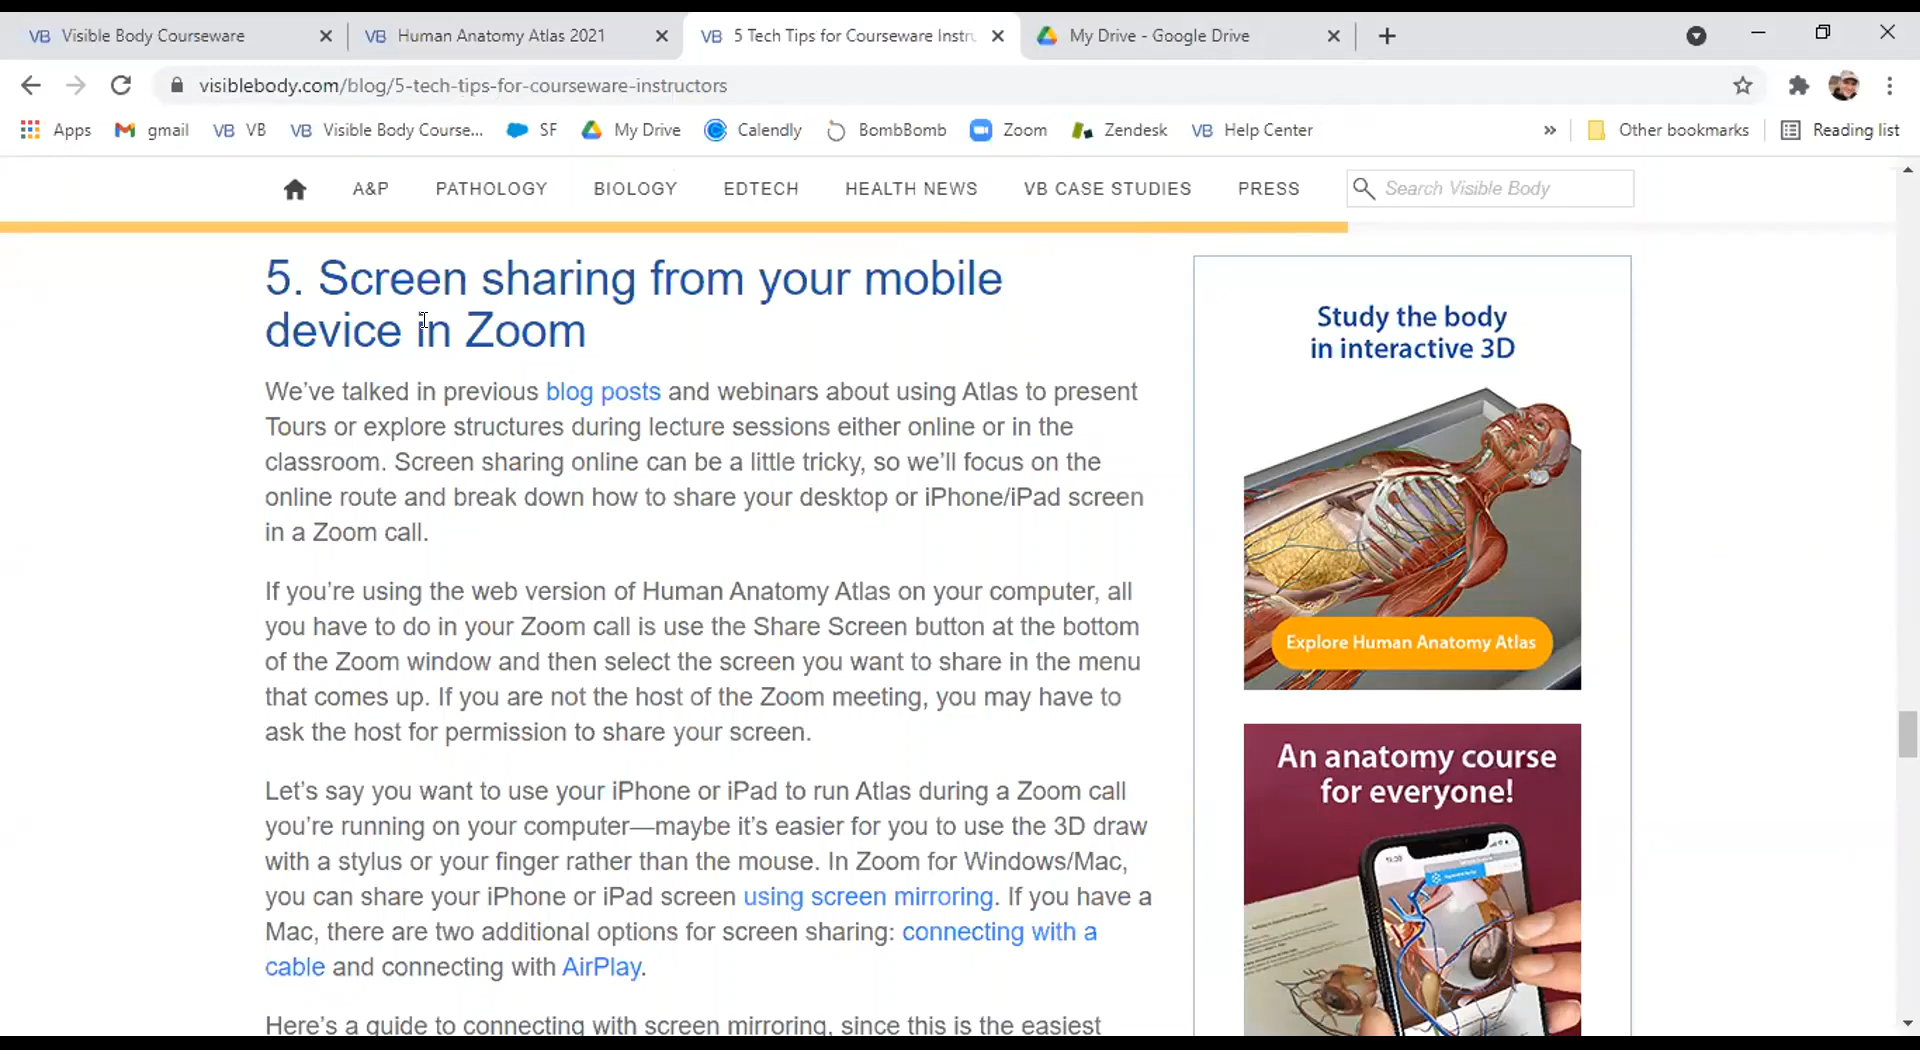 VB Visible Body Courseware
VB Human Anatomy Atlas 2021
VB 5 Tech Tips for Courseware Instru
My Drive - Google Drive
visiblebody.com/blog/5-tech-tips-for-courseware-instructors
Apps gmail VB VB VB Visible Body Course... SF My Drive Calendly BombBomb Zoom Zendesk VB Help Center » Other bookmarks Reading list
A&P PATHOLOGY BIOLOGY EDTECH HEALTH NEWS VB CASE STUDIES PRESS Search Visible Body
5. Screen sharing from your mobile
device in Zoom
We’ve talked in previous blog posts and webinars about using Atlas to present
Tours or explore structures during lecture sessions either online or in the
classroom. Screen sharing online can be a little tricky, so we’ll focus on the
online route and break down how to share your desktop or iPhone/iPad screen
in a Zoom call.
If you’re using the web version of Human Anatomy Atlas on your computer, all
you have to do in your Zoom call is use the Share Screen button at the bottom
of the Zoom window and then select the screen you want to share in the menu
that comes up. If you are not the host of the Zoom meeting, you may have to
ask the host for permission to share your screen.
Let’s say you want to use your iPhone or iPad to run Atlas during a Zoom call
you’re running on your computer—maybe it’s easier for you to use the 3D draw
with a stylus or your finger rather than the mouse. In Zoom for Windows/Mac,
you can share your iPhone or iPad screen using screen mirroring. If you have a
Mac, there are two additional options for screen sharing: connecting with a
cable and connecting with AirPlay.
Here’s a guide to connecting with screen mirroring, since this is the easiest
Study the body
in interactive 3D
Explore Human Anatomy Atlas
An anatomy course
for everyone!